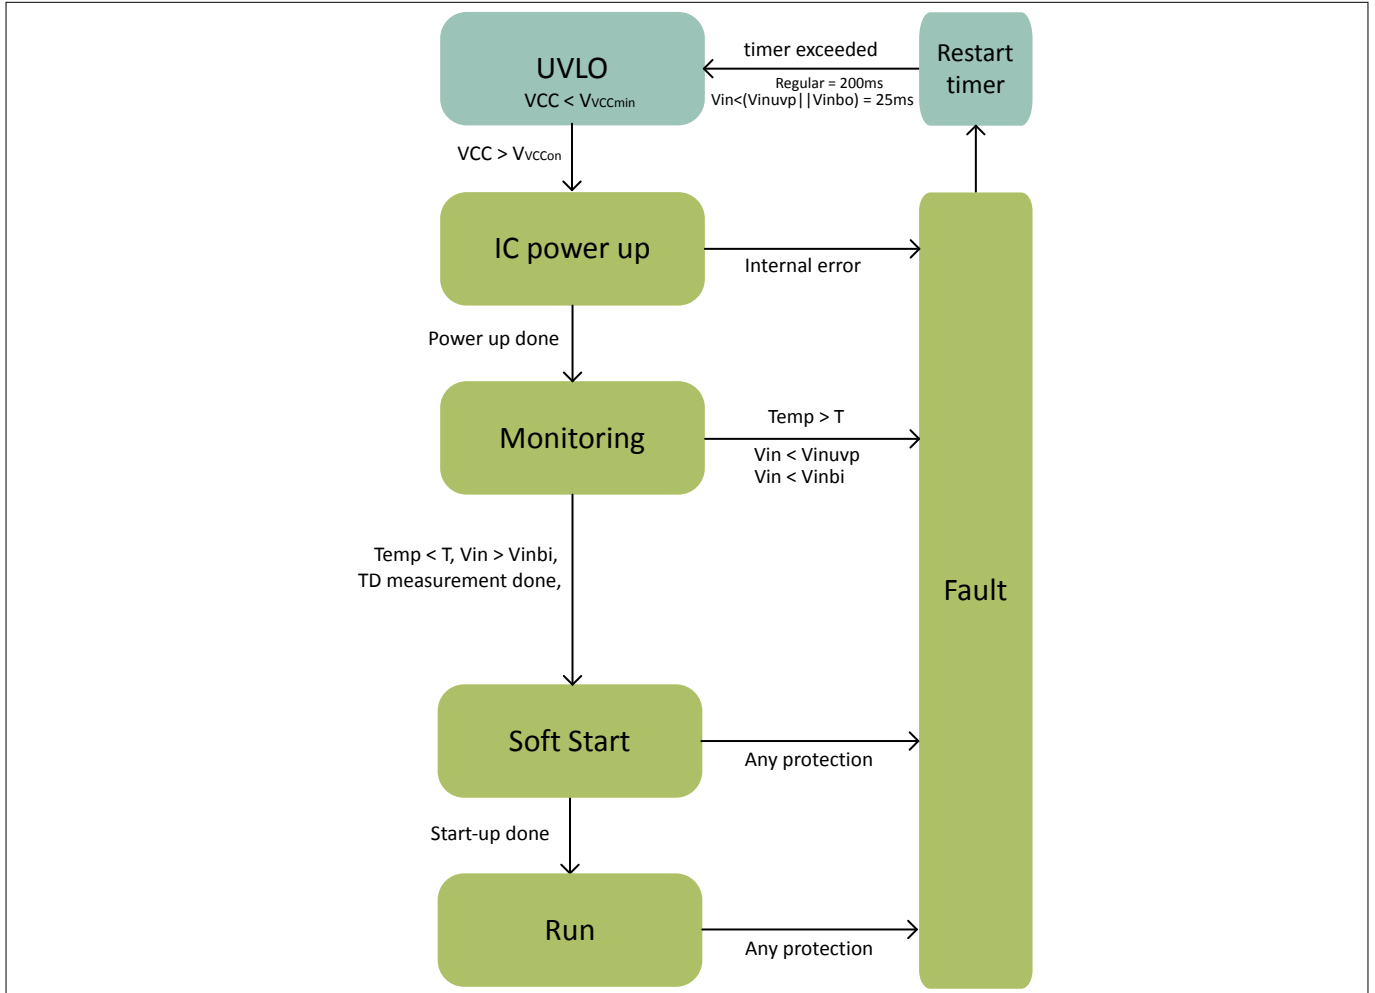 UVLO
VCC < VVCCmin
timer exceeded
Regular = 200ms
Vin<(Vinuvp||Vinbo) = 25ms
Restart
timer
VCC > VVCCon
IC power up
Internal error
Power up done
Monitoring
Temp > T
Vin < Vinuvp
Vin < Vinbi
Temp < T, Vin > Vinbi,
TD measurement done,
Fault
Soft Start
Any protection
Start-up done
Run
Any protection